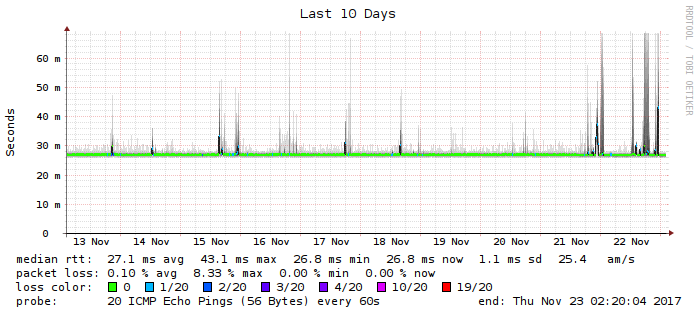 Last 10 Days
RRDTOOL / TOBI OETIKER
Seconds
60 m
50 m
40 m
30 m
20 m
10 m
0
13 Nov 14 Nov 15 Nov 16 Nov 17 Nov 18 Nov 19 Nov 20 Nov 21 Nov 22 Nov
median rtt: 27.1 ms avg 43.1 ms max 26.8 ms min 26.8 ms now 1.1 ms sd 25.4 am/s
packet loss: 0.10 % avg 8.33 % max 0.00 % min 0.00 % now
loss color: 0 1/20 2/20 3/20 4/20 10/20 19/20
probe: 20 ICMP Echo Pings (56 Bytes) every 60s end: Thu Nov 23 02:20:04 2017